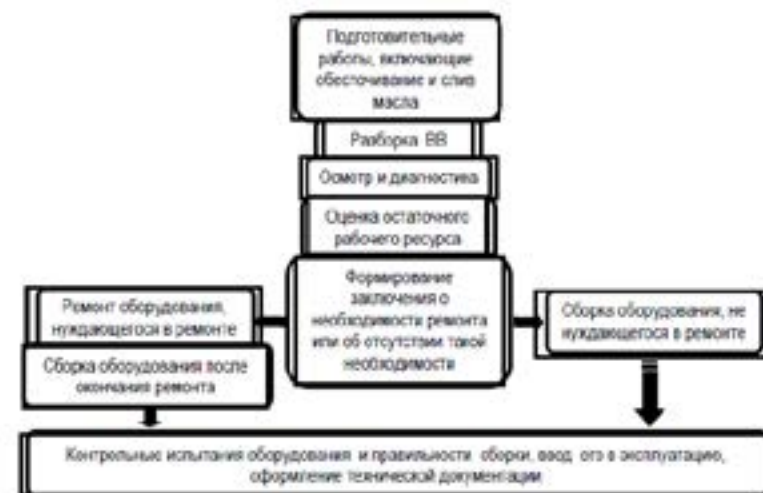 Подготовительные
работы, включающие
обесточивание и слив
масла
Разборка ВВ
Осмотр и диагностика
Оценка остаточного
рабочего ресурса
Формирование
заключения о
необходимости ремонта
или об отсутствии такой
необходимости
Ремонт оборудования,
нуждающегося в ремонте
Сборка оборудования после
окончания ремонта
Сборка оборудования, не
нуждающегося в ремонте
Контрольные испытания оборудования и правильности сборки, ввод его в эксплуатацию,
оформление технической документации